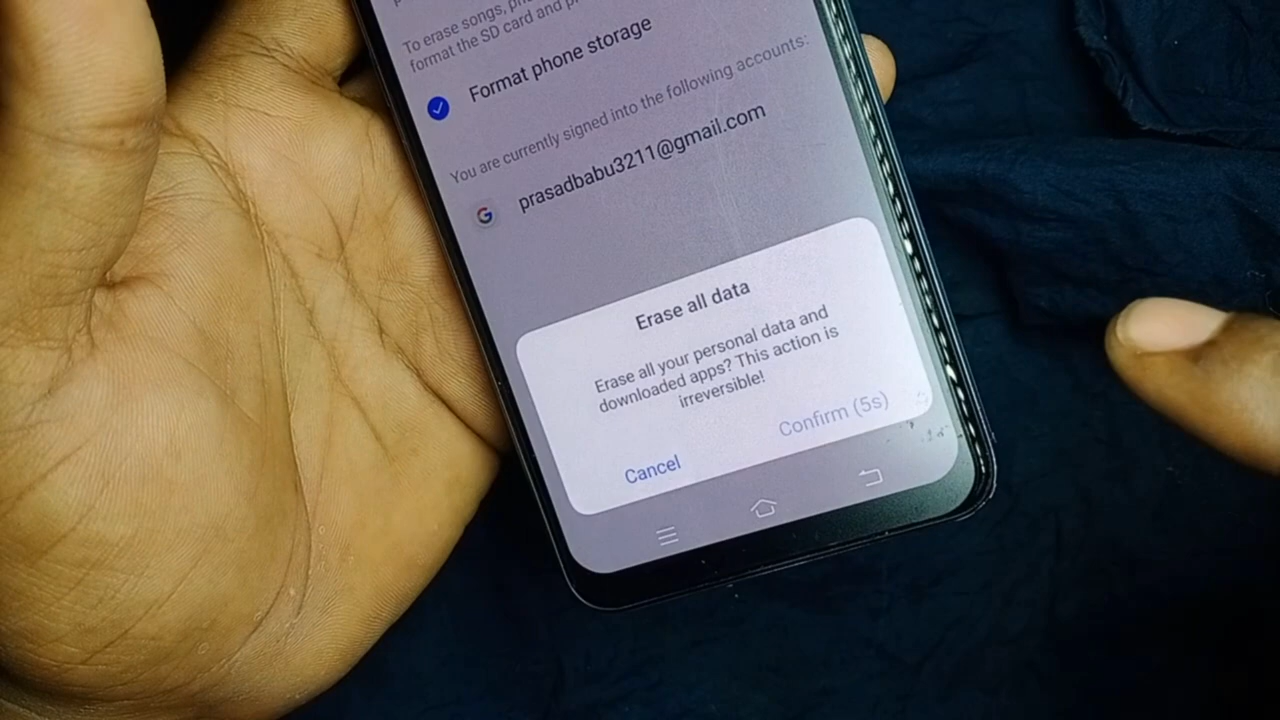 To erase songs, pho
format the SD card and p
Format phone storage
You are currently signed into the following accounts:
G prasadbabu3211@gmail.com
Erase all data
Erase all your personal data and
downloaded apps? This action is
irreversible!
Cancel Confirm (5s)